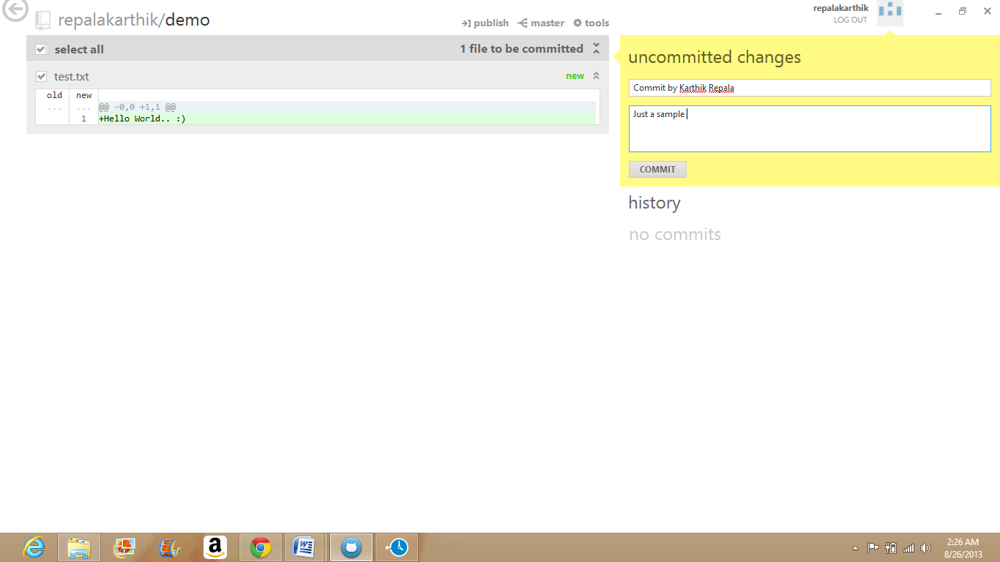 repalakarthik/demo
publish master tools
repalakarthik
LOG OUT
select all
1 file to be committed
test.txt
new
old new
... ... @@ -0,0 +1,1 @@
1 +Hello World.. :)
uncommitted changes
Commit by Karthik Repala
Just a sample
COMMIT
history
no commits
a
2:26 AM
8/26/2013